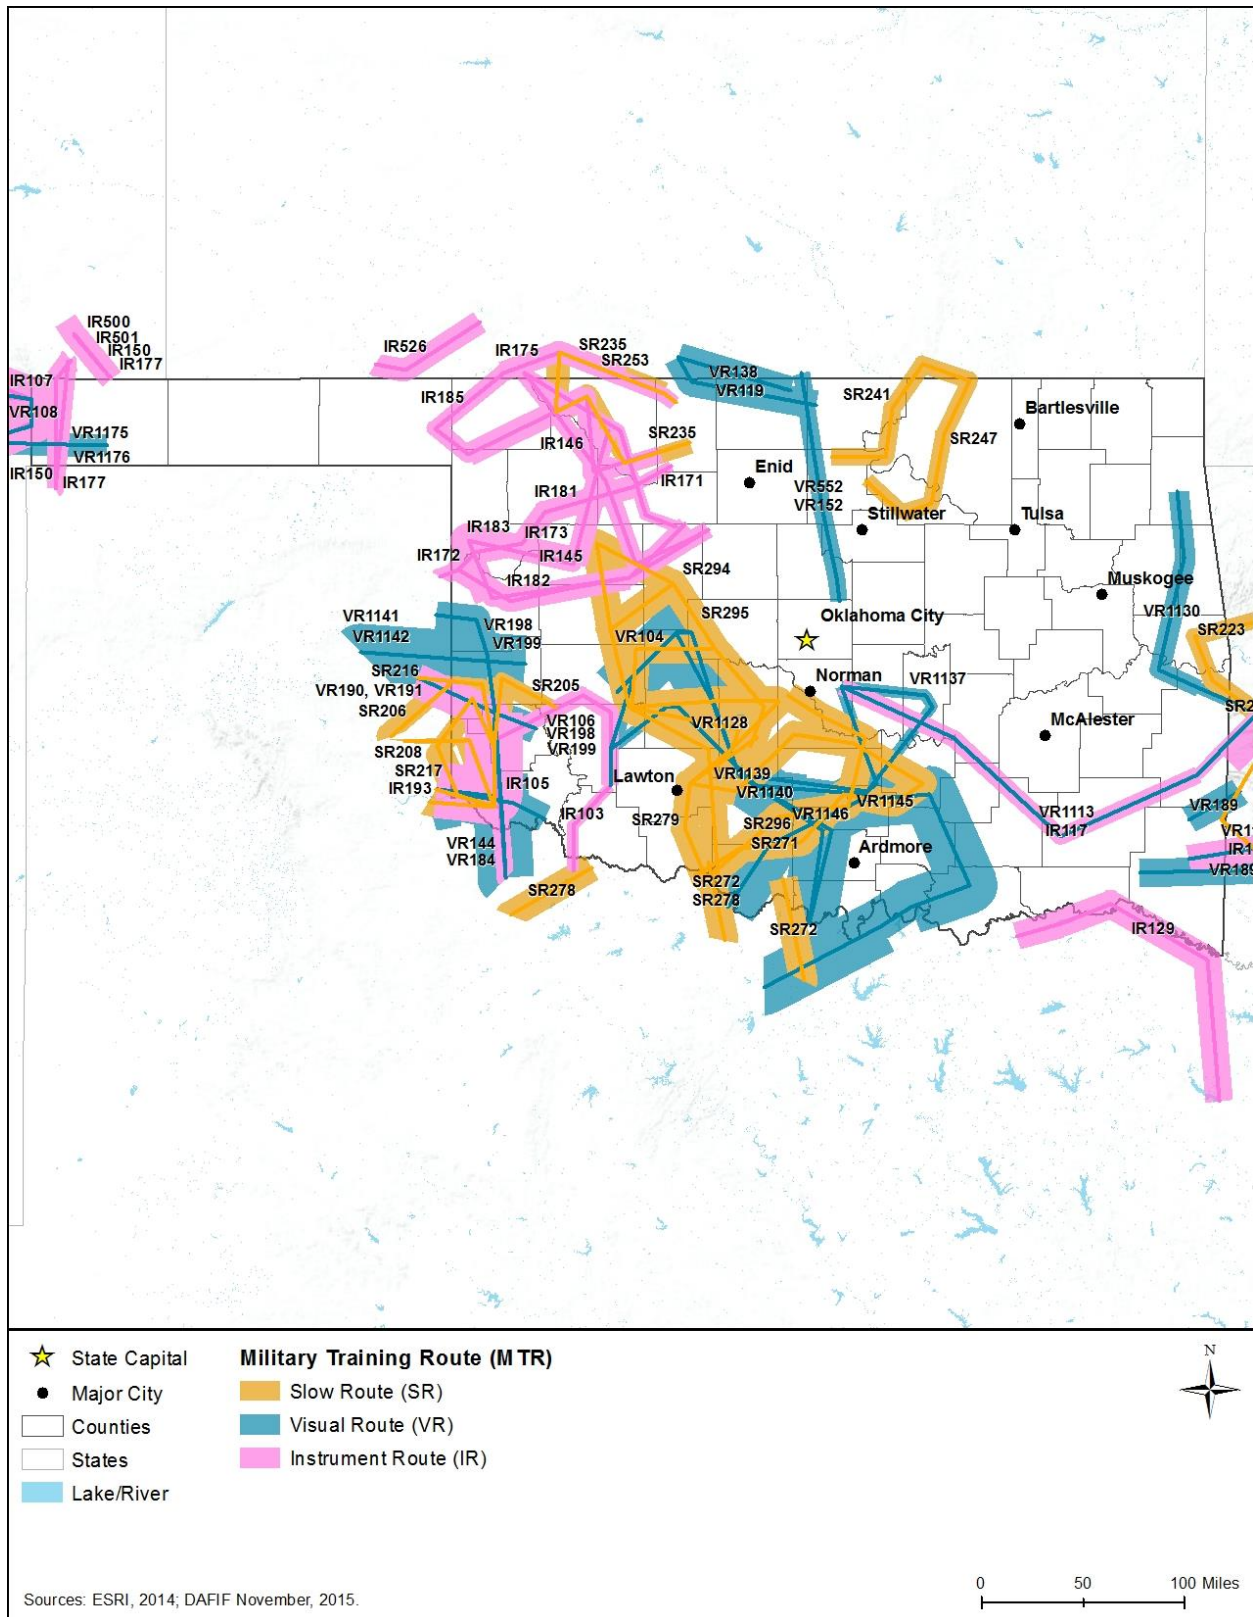 IR500
IR501
IR150
IR177
IR526
IR175
SR235
SR253
IR107
VR108
IR185
VR138
VR119
SR241
Bartlesville
VR1175
VR1176
IR146
SR235
SR247
IR150
IR177
IR181
IR171
Enid
VR552
VR152
Stillwater
Tulsa
IR183
IR173
IR172
IR145
IR182
SR294
Muskogee
VR1141
VR1142
VR198
VR199
VR104
SR295
Oklahoma City
VR1130
SR223
SR216
VR190, VR191
SR206
SR205
Norman
VR1137
SR2
VR106
VR198
VR199
VR1128
McAlester
SR208
SR217
IR193
IR105
Lawton
VR1139
VR1140
IR103
SR279
VR1146
VR1145
SR296
SR271
VR1113
IR117
VR189
VR11
IR1
VR189
VR144
VR184
Ardmore
SR278
SR272
SR278
SR272
IR129
State Capital
Major City
Counties
States
Lake/River
Military Training Route (MTR)
Slow Route (SR)
Visual Route (VR)
Instrument Route (IR)
N
Sources: ESRI, 2014; DAFIF November, 2015.
0 50 100 Miles